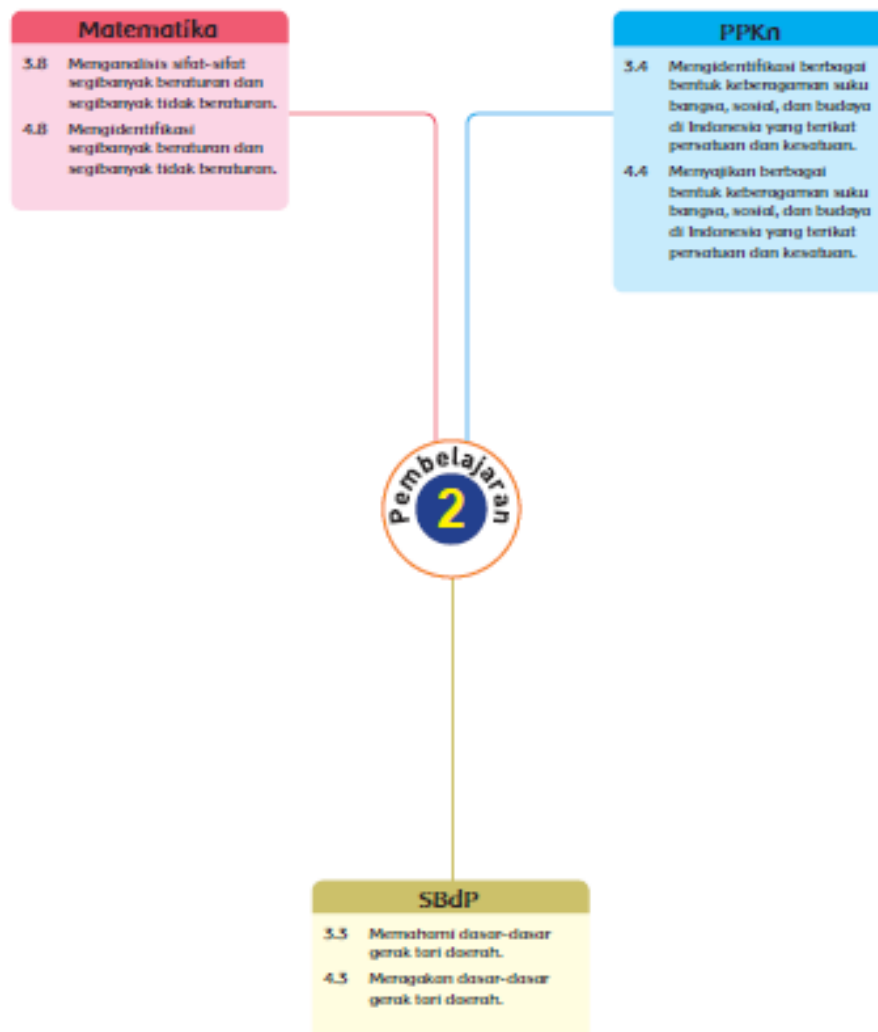 Matematika
3.8 Menganalisis sifat-sifat
segibanyak beraturan dan
segibanyak tidak beraturan.
4.8 Mengidentifikasi
segibanyak beraturan dan
segibanyak tidak beraturan.
PPKn
3.4 Mengidentifikasi berbagai
bentuk keberagaman suku
bangsa, sosial, dan budaya
di Indonesia yang terikat
persatuan dan kesatuan.
4.4 Menyajikan berbagai
bentuk keberagaman suku
bangsa, sosial, dan budaya
di Indonesia yang terikat
persatuan dan kesatuan.
Pembelajaran
2
SBdP
3.3 Memahami dasar-dasar
gerak tari daerah.
4.3 Meragakan dasar-dasar
gerak tari daerah.